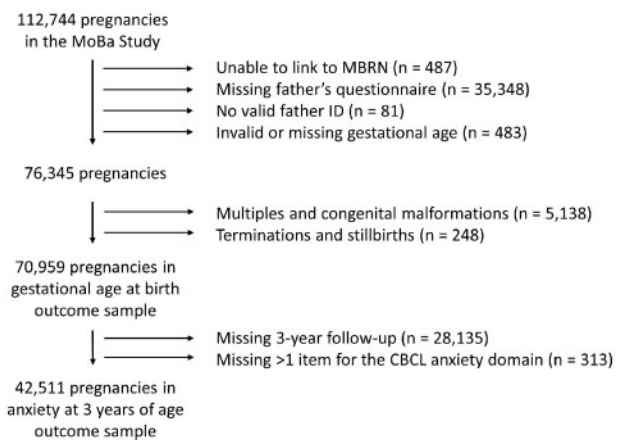 112,744 pregnancies
in the MoBa Study
Unable to link to MBRN (n = 487)
Missing father's questionnaire (n = 35,348)
No valid father ID (n = 81)
Invalid or missing gestational age (n = 483)
76,345 pregnancies
Multiples and congenital malformations (n = 5,138)
Terminations and stillbirths (n = 248)
70,959 pregnancies in
gestational age at birth
outcome sample
Missing 3-year follow-up (n = 28,135)
Missing >1 item for the CBCL anxiety domain (n = 313)
42,511 pregnancies in
anxiety at 3 years of age
outcome sample